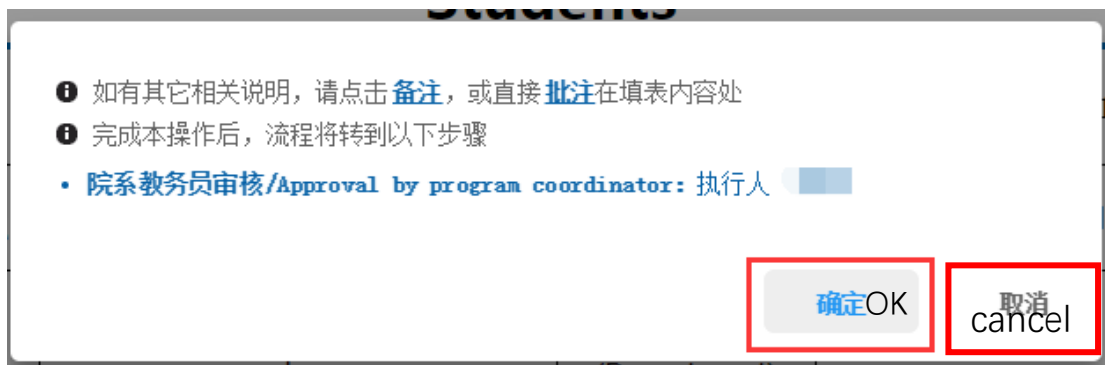 Students
如有其它相关说明，请点击备注，或直接批注在填表内容处
完成本操作后，流程将转到以下步骤
• 院系教务员审核/Approval by program coordinator: 执行人
确定OK
取消
cancel